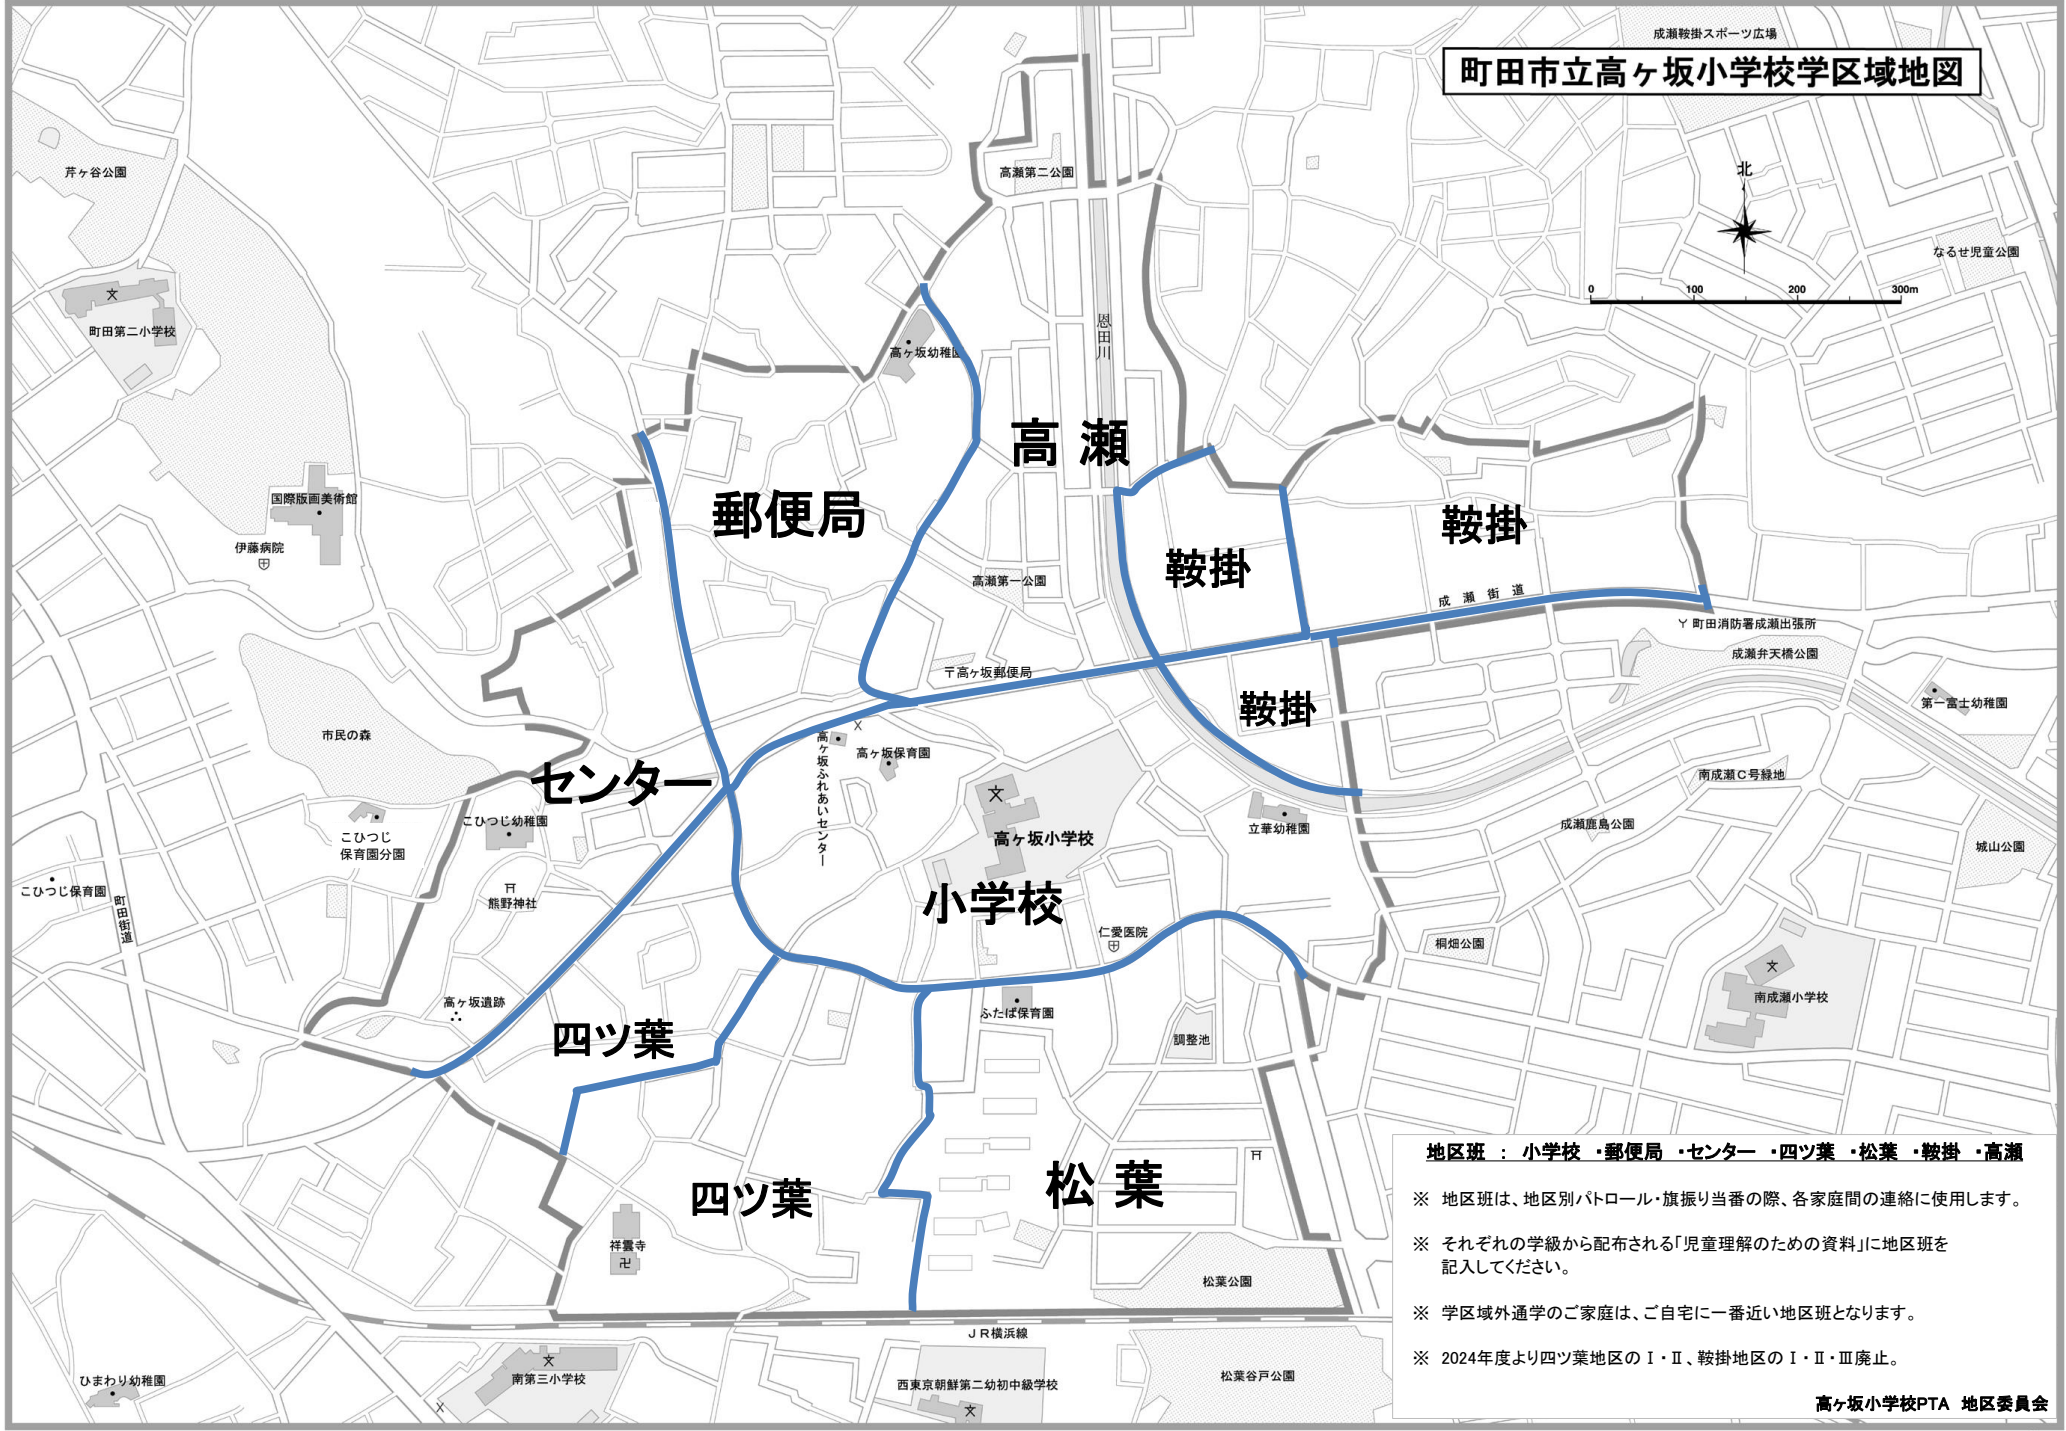 成瀬鞍掛スポーツ広場
町田市立高ヶ坂小学校学区域地図
芹ヶ谷公園
高瀬第二公園
北
なるせ児童公園
0 100 200 300m
町田第二小学校
恩田川
高ヶ坂幼稚園
高瀬
郵便局
国際版画美術館
伊藤病院
鞍掛
鞍掛
高瀬第一公園
成瀬街道
町田消防署成瀬出張所
成瀬弁天橋公園
〒高ヶ坂郵便局
第一富士幼稚園
鞍掛
市民の森
高ヶ坂ふれあいセンター
高ヶ坂保育園
センター
南成瀬C号緑地
こひつじ幼稚園
こひつじ
保育園分園
高ヶ坂小学校
立華幼稚園
成瀬鹿島公園
城山公園
こひつじ保育園
町田街道
熊野神社
小学校
仁愛医院
桐畑公園
高ヶ坂遺跡
ふたば保育園
南成瀬小学校
四ツ葉
調整池
四ツ葉
松葉
祥雲寺
松葉公園
JR横浜線
ひまわり幼稚園
南第三小学校
西東京朝鮮第二幼初中級学校
松葉谷戸公園
地区班 ： 小学校 ・郵便局 ・センター ・四ツ葉 ・松葉 ・鞍掛 ・高瀬
※ 地区班は、地区別パトロール・旗振り当番の際、各家庭間の連絡に使用します。
※ それぞれの学級から配布される「児童理解のための資料」に地区班を
記入してください。
※ 学区域外通学のご家庭は、ご自宅に一番近い地区班となります。
※ 2024年度より四ツ葉地区のⅠ・Ⅱ、鞍掛地区のⅠ・Ⅱ・Ⅲ廃止。
高ヶ坂小学校PTA 地区委員会